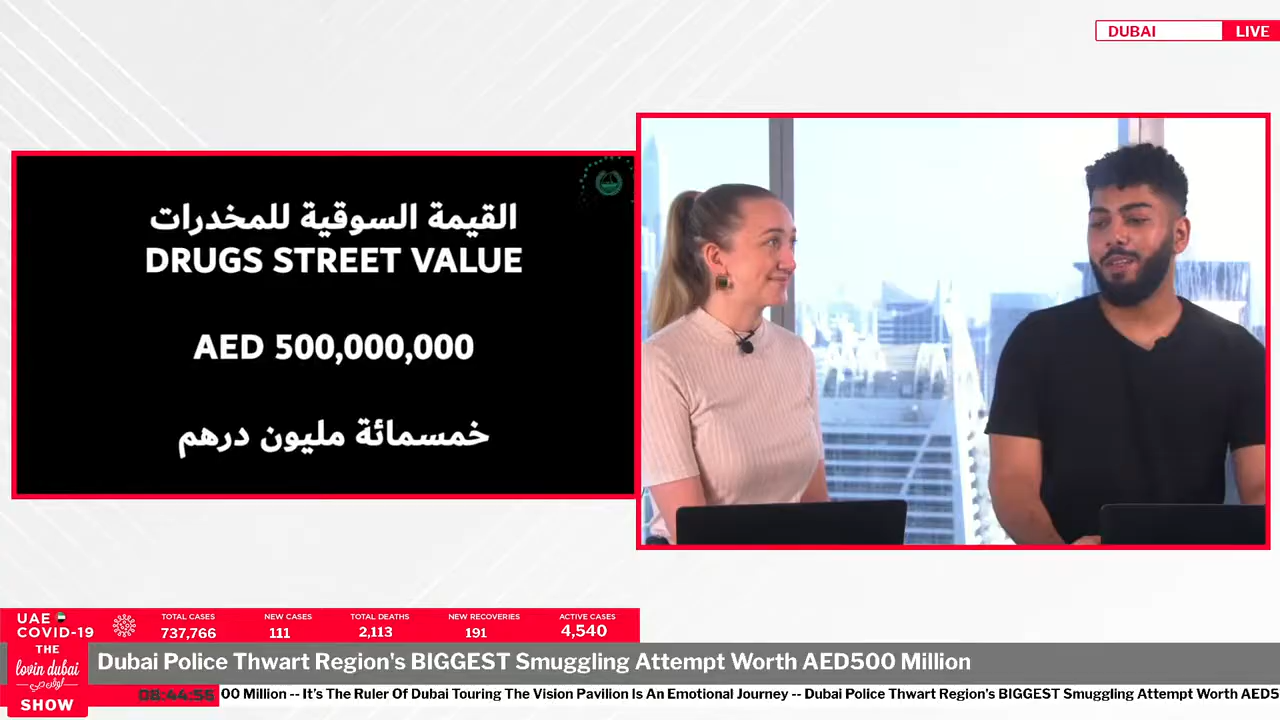 DUBAI LIVE
القيمة السوقية للمخدرات
DRUGS STREET VALUE
AED 500,000,000
خمسمائة مليون درهم
UAE
COVID-19
TOTAL CASES
737,766
NEW CASES
111
TOTAL DEATHS
2,113
NEW RECOVERIES
191
ACTIVE CASES
4,540
THE
lovin dubai
SHOW
Dubai Police Thwart Region's BIGGEST Smuggling Attempt Worth AED500 Million
00 Million -- It's The Ruler Of Dubai Touring The Vision Pavilion Is An Emotional Journey -- Dubai Police Thwart Region's BIGGEST Smuggling Attempt Worth AED5